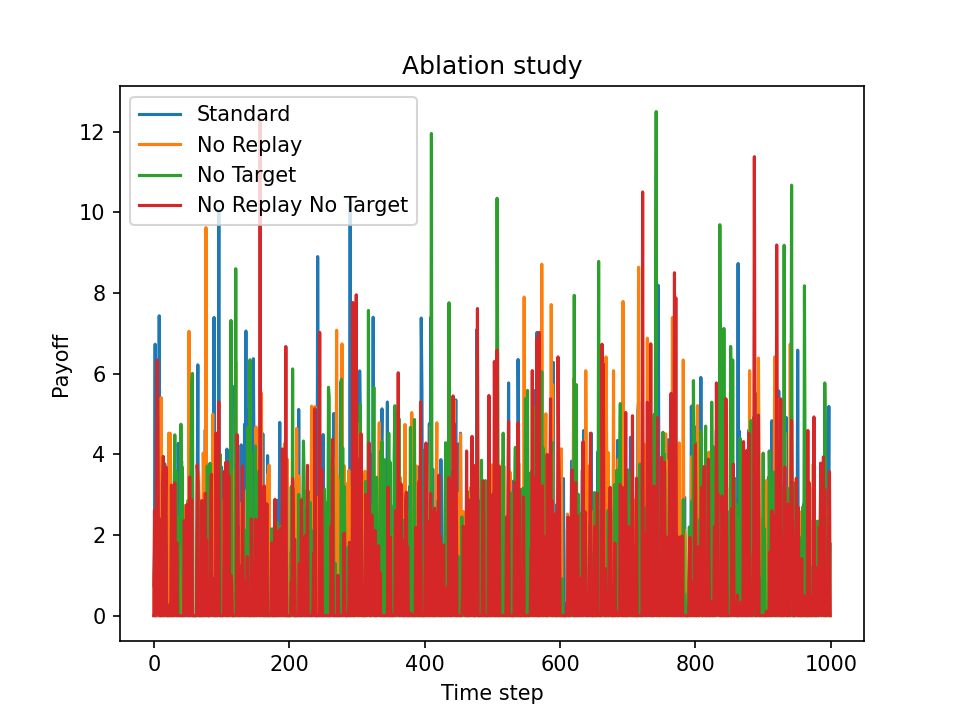 Ablation study
Standard
No Replay
No Target
No Replay No Target
Payoff
12
10
8
6
4
2
0
0 200 400 600 800 1000
Time step